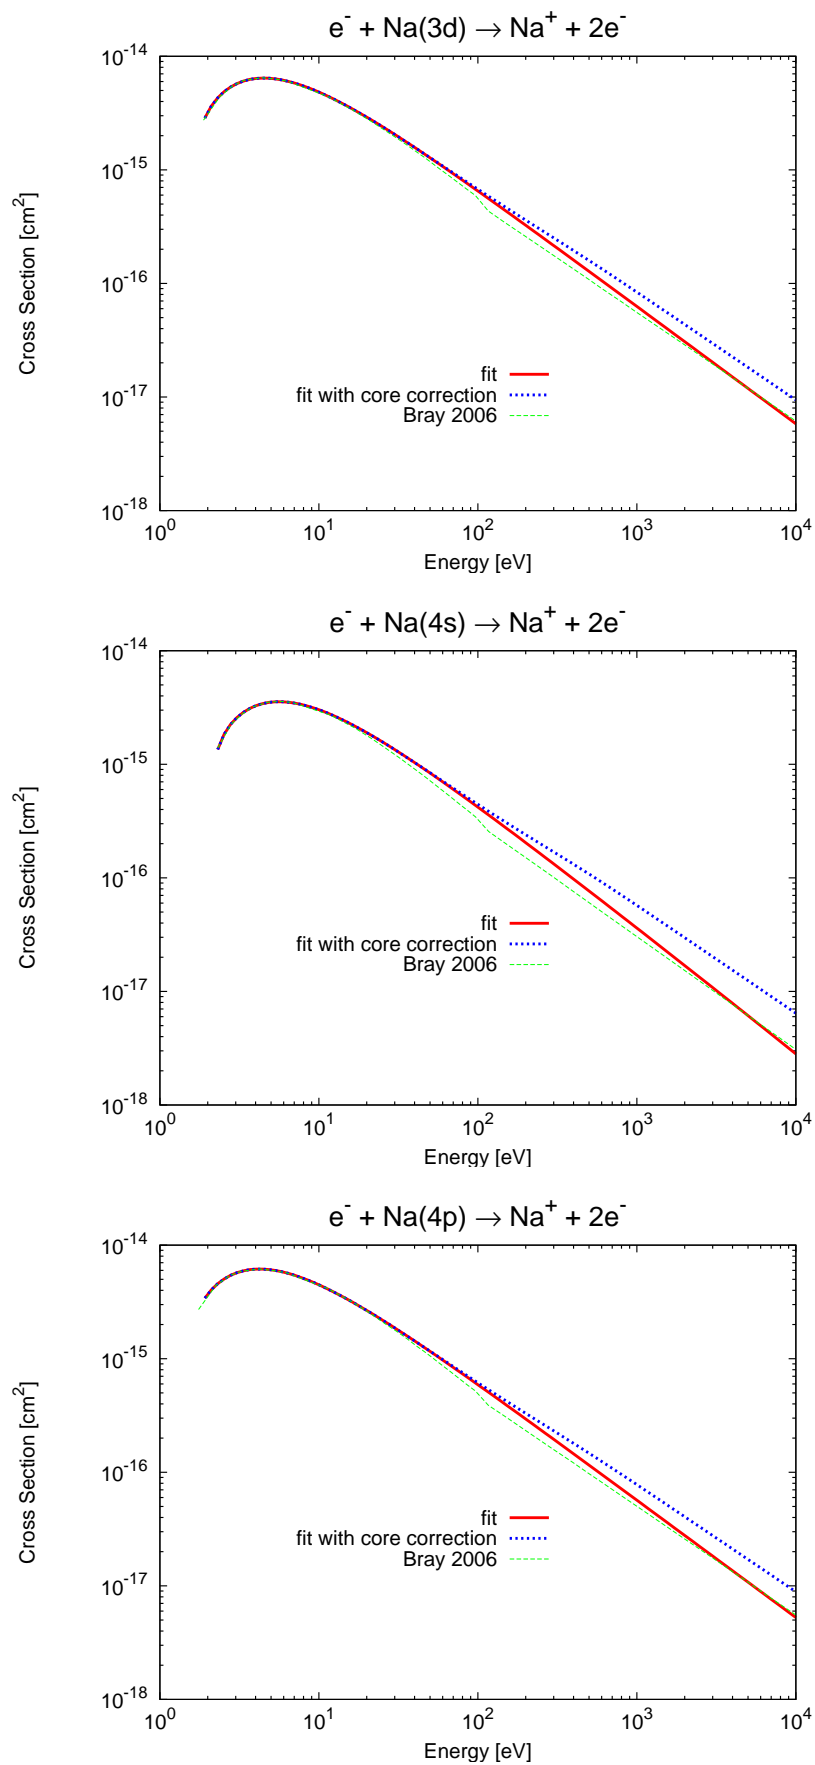 e⁻ + Na(3d) → Na⁺ + 2e⁻
10⁻¹⁴
10⁻¹⁵
10⁻¹⁶
10⁻¹⁷
10⁻¹⁸
Cross Section [cm²]
fit
fit with core correction
Bray 2006
10⁰ 10¹ 10² 10³ 10⁴
Energy [eV]
e⁻ + Na(4s) → Na⁺ + 2e⁻
10⁻¹⁴
10⁻¹⁵
10⁻¹⁶
10⁻¹⁷
10⁻¹⁸
Cross Section [cm²]
fit
fit with core correction
Bray 2006
10⁰ 10¹ 10² 10³ 10⁴
Energy [eV]
e⁻ + Na(4p) → Na⁺ + 2e⁻
10⁻¹⁴
10⁻¹⁵
10⁻¹⁶
10⁻¹⁷
10⁻¹⁸
Cross Section [cm²]
fit
fit with core correction
Bray 2006
10⁰ 10¹ 10² 10³ 10⁴
Energy [eV]